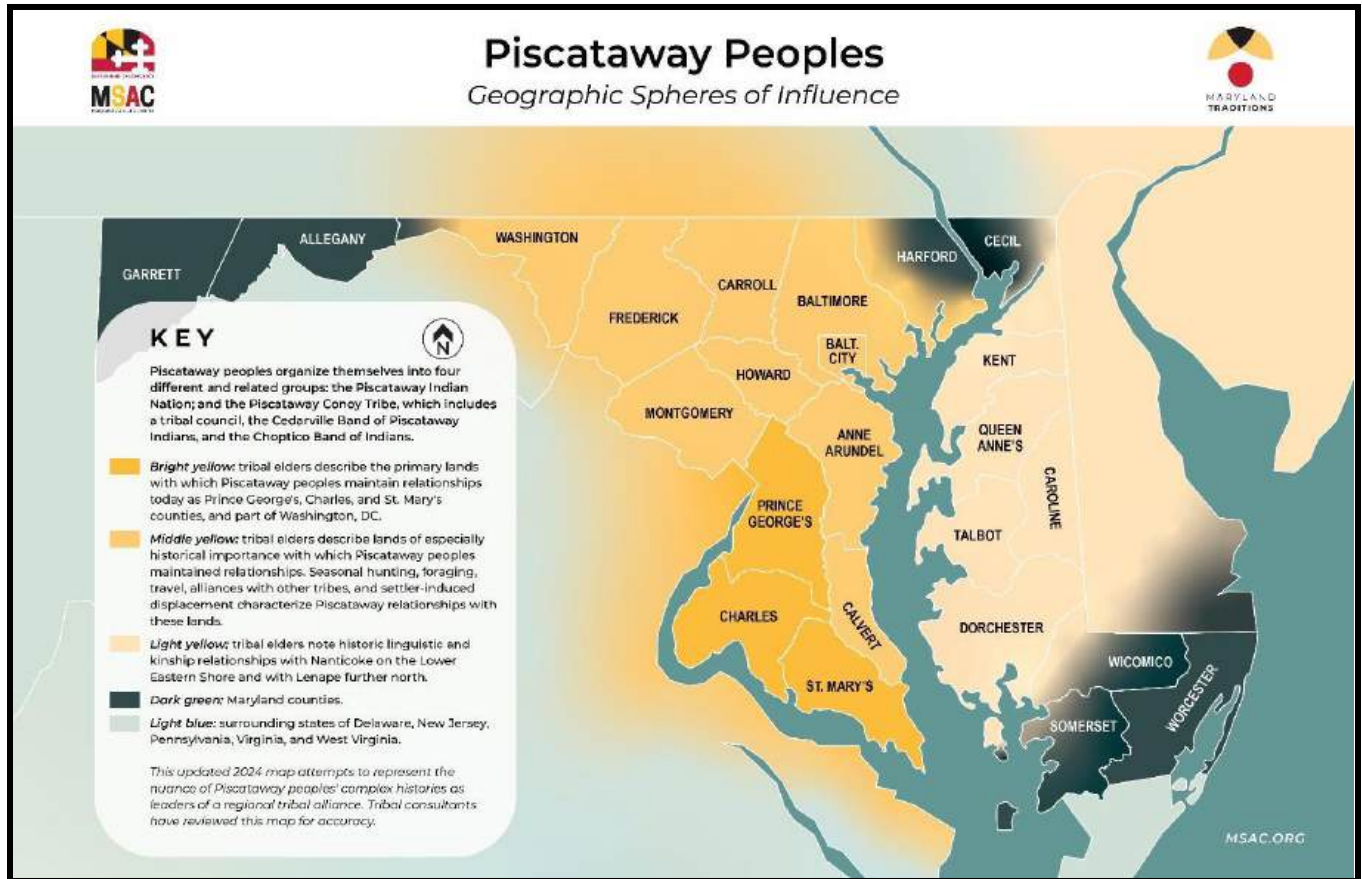 Piscataway Peoples
Geographic Spheres of Influence
MSAC
MARYLAND
TRADITIONS
GARRETT
ALLEGANY
WASHINGTON
FREDERICK
CARROLL
BALTIMORE
BALT.
CITY
HARFORD
CECIL
HOWARD
MONTGOMERY
ANNE
ARUNDEL
KENT
QUEEN
ANNE'S
CAROLINE
TALBOT
PRINCE
GEORGE'S
CHARLES
CALVERT
ST. MARY'S
DORCHESTER
WICOMICO
SOMERSET
WORCESTER
KEY
N
Piscataway peoples organize themselves into four
different and related groups: the Piscataway Indian
Nation; and the Piscataway Conoy Tribe, which includes
a tribal council, the Cedarville Band of Piscataway
Indians, and the Choptico Band of Indians.
Bright yellow: tribal elders describe the primary lands
with which Piscataway peoples maintain relationships
today as Prince George's, Charles, and St. Mary's
counties, and part of Washington, DC.
Middle yellow: tribal elders describe lands of especially
historical importance with which Piscataway peoples
maintained relationships. Seasonal hunting, foraging,
travel, alliances with other tribes, and settler-induced
displacement characterize Piscataway relationships with
these lands.
Light yellow: tribal elders note historic linguistic and
kinship relationships with Nanticoke on the Lower
Eastern Shore and with Lenape further north.
Dark green: Maryland counties.
Light blue: surrounding states of Delaware, New Jersey,
Pennsylvania, Virginia, and West Virginia.
This updated 2024 map attempts to represent the
nuance of Piscataway peoples' complex histories as
leaders of a regional tribal alliance. Tribal consultants
have reviewed this map for accuracy.
MSAC.ORG